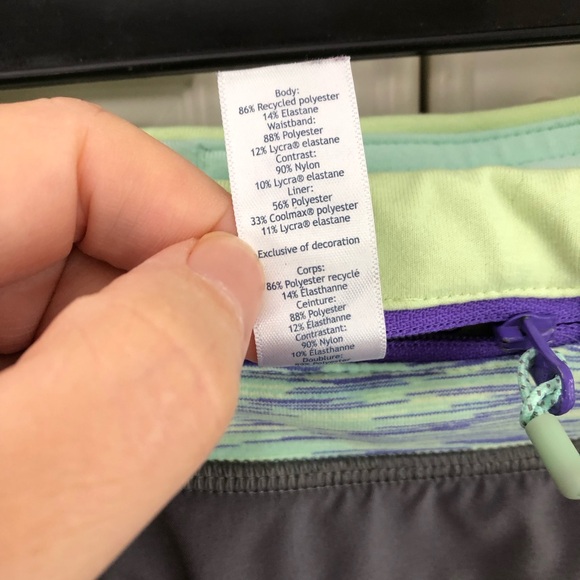 Body:
86% Recycled polyester
14% Elastane
Waistband:
88% Polyester
12% Lycra® elastane
Contrast:
90% Nylon
10% Lycra® elastane
Liner:
56% Polyester
33% Coolmax® polyester
11% Lycra® elastane
Exclusive of decoration
Corps:
86% Polyester recyclé
14% Élasthanne
Ceinture:
88% Polyester
12% Élasthanne
Contrastant:
90% Nylon
10% Élasthanne
Doublure: